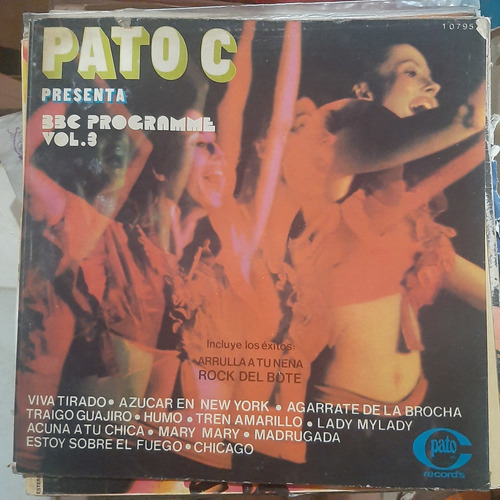 PATO C
10795
PRESENTA
BBC PROGRAMME
VOL.3
Incluye los éxitos:
ARRULLA A TU NENA
ROCK DEL BOTE
VIVA TIRADO • AZUCAR EN NEW YORK • AGARRATE DE LA BROCHA
TRAIGO GUAJIRO • HUMO • TREN AMARILLO • LADY MYLADY
ACUNA A TU CHICA • MARY MARY • MADRUGADA
ESTOY SOBRE EL FUEGO • CHICAGO
pato
record's